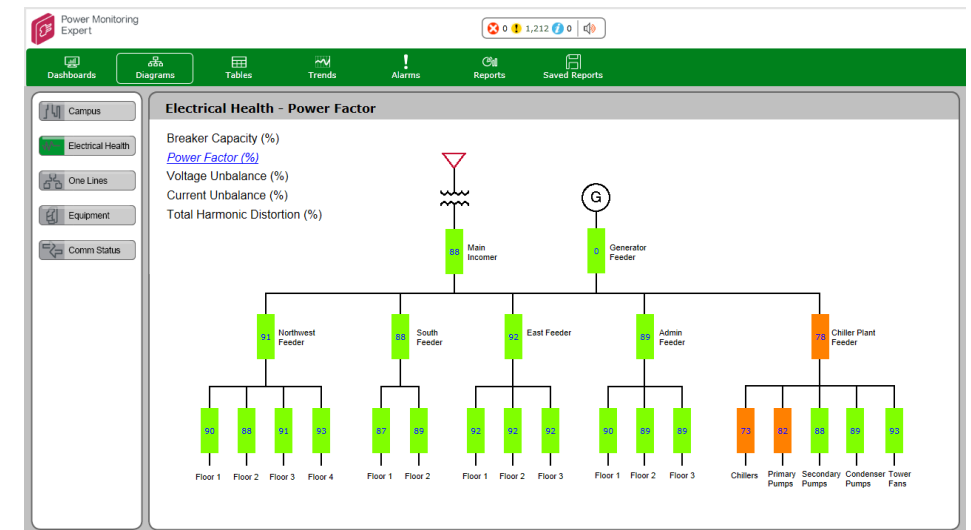 Power Monitoring
Expert
0 1,212 0
Dashboards Diagrams Tables Trends Alarms Reports Saved Reports
Campus
Electrical Health
One Lines
Equipment
Comm Status
Electrical Health - Power Factor
Breaker Capacity (%)
Power Factor (%)
Voltage Unbalance (%)
Current Unbalance (%)
Total Harmonic Distortion (%)
G
88 Main
Incomer
0 Generator
Feeder
91 Northwest
Feeder
88 South
Feeder
92 East Feeder
89 Admin
Feeder
78 Chiller Plant
Feeder
90 88 91 93 87 89 92 92 92 90 89 89 73 82 88 89 93
Floor 1 Floor 2 Floor 3 Floor 4 Floor 1 Floor 2 Floor 1 Floor 2 Floor 3 Floor 1 Floor 2 Floor 3 Chillers Primary Secondary Condenser Tower
Pumps Pumps Pumps Fans